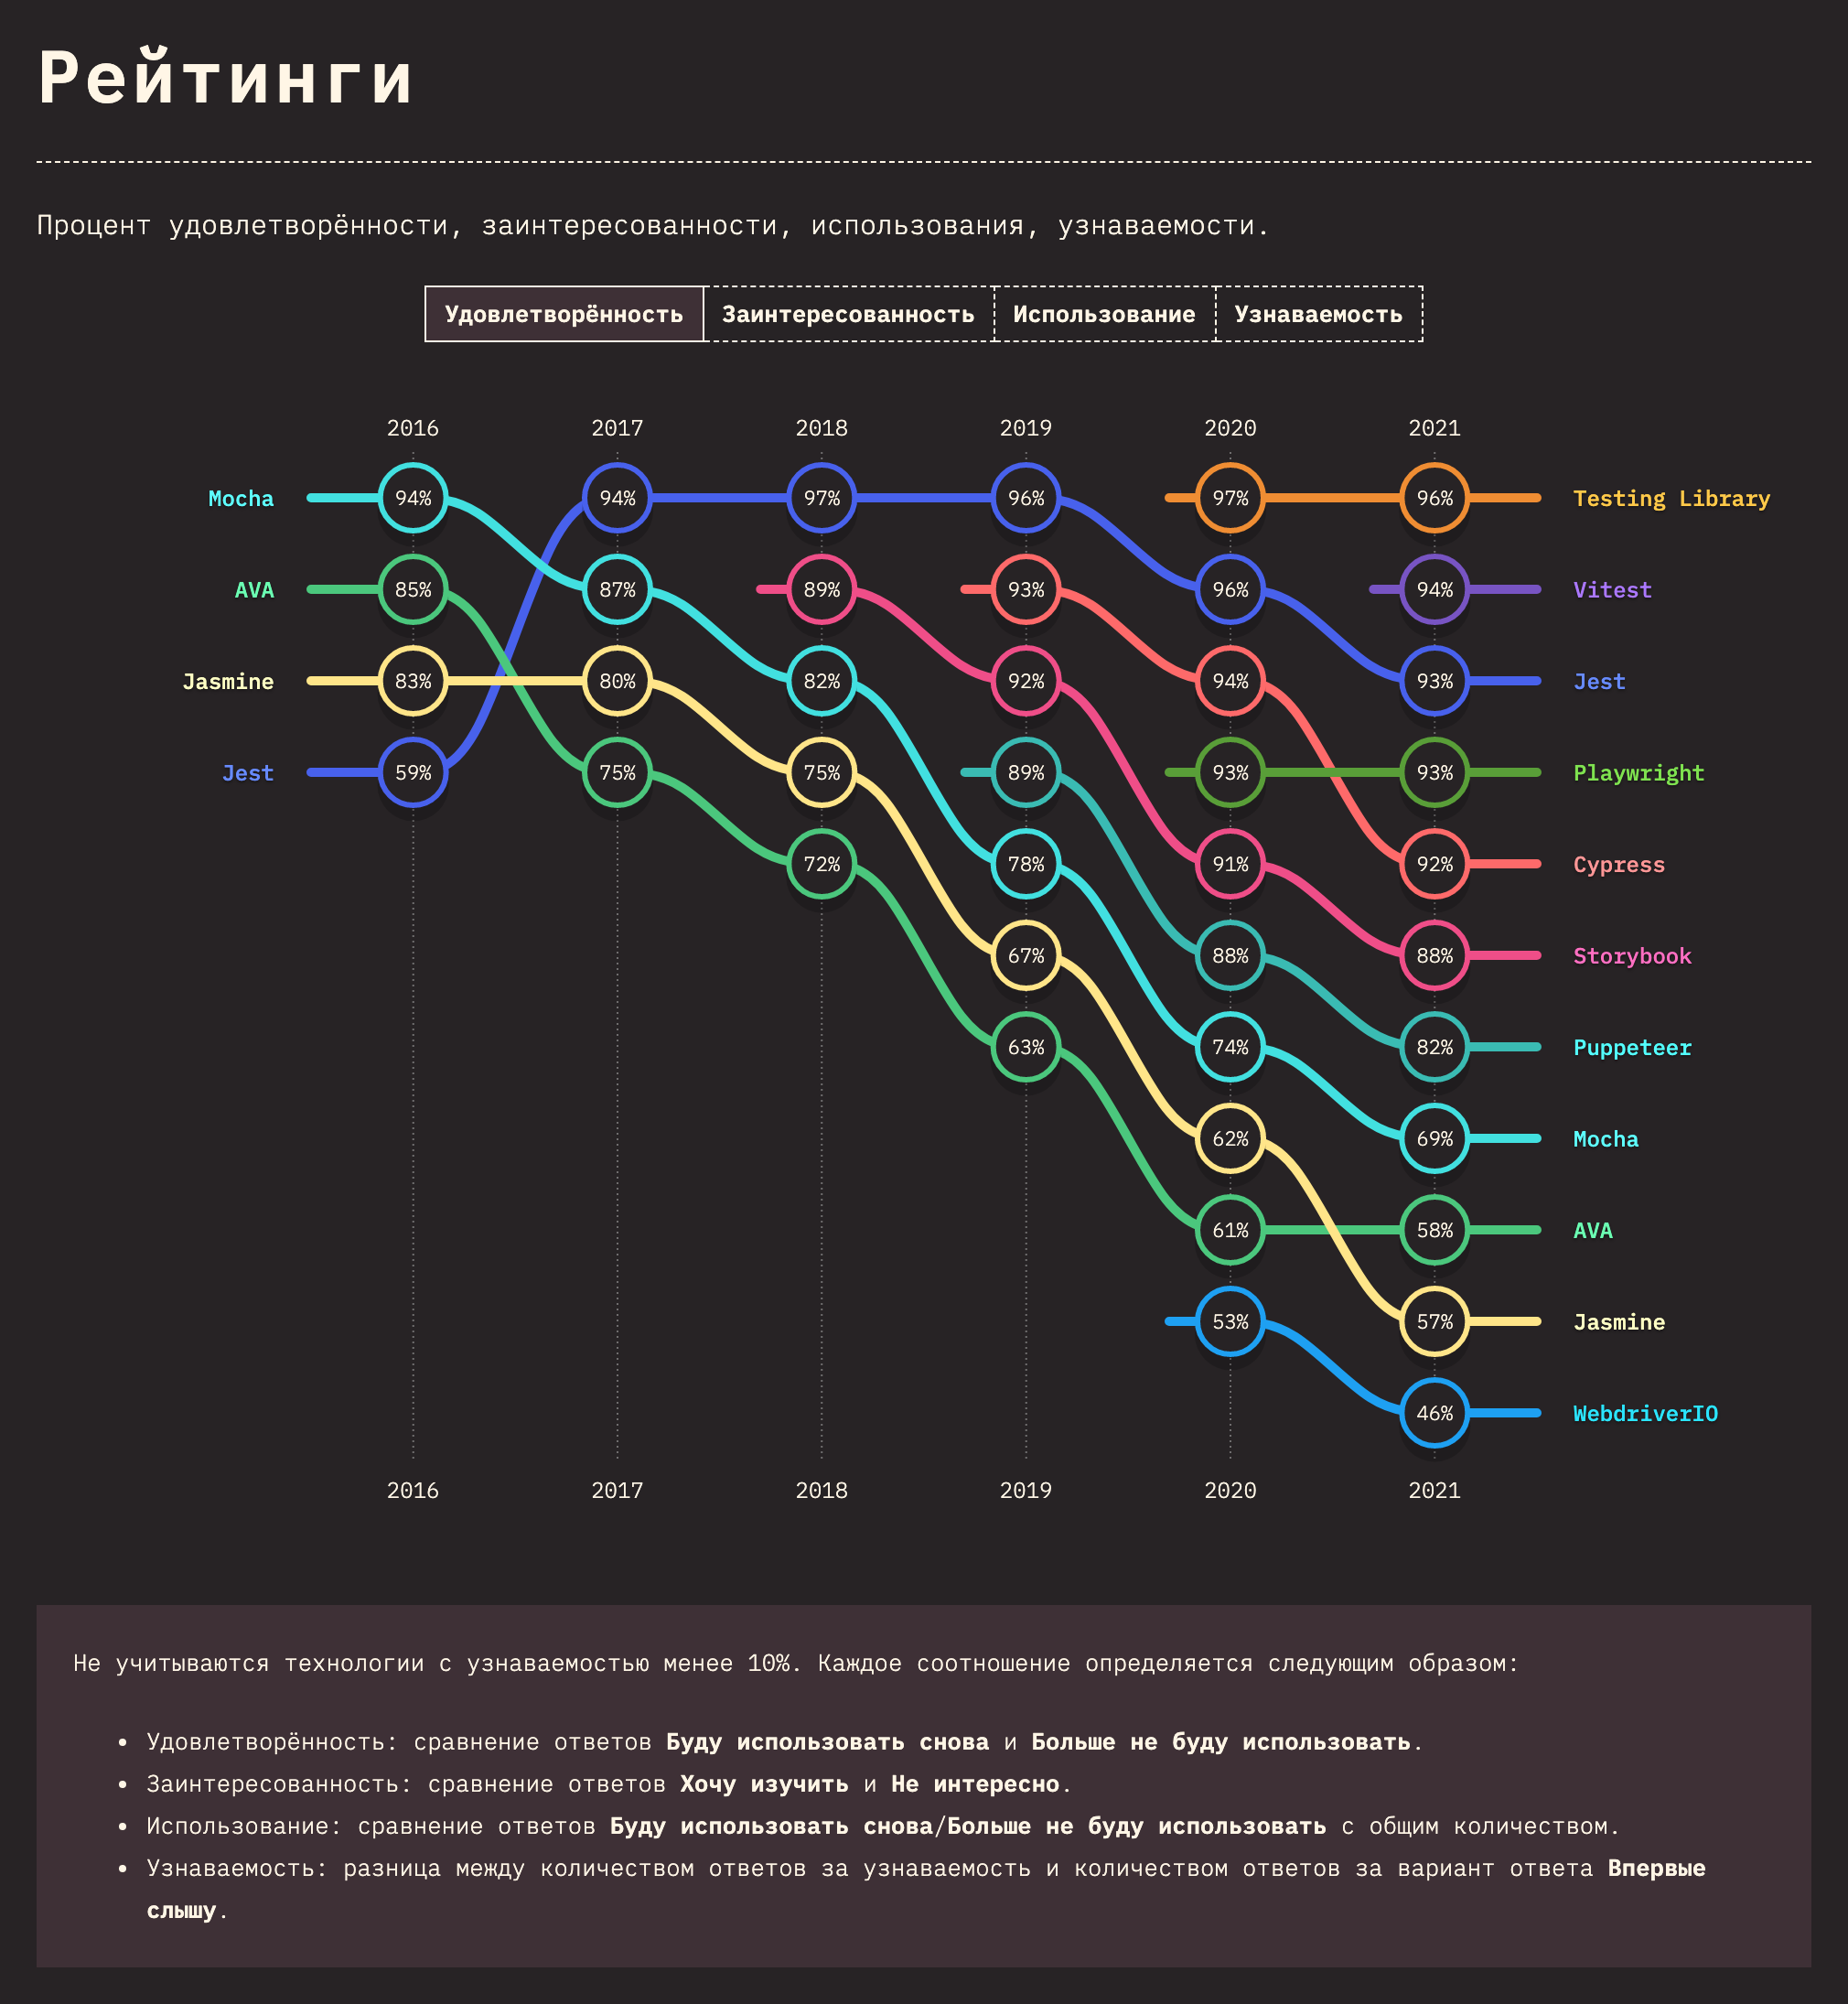 Рейтинги
Процент удовлетворённости, заинтересованности, использования, узнаваемости.
Удовлетворённость Заинтересованность Использование Узнаваемость
2016 2017 2018 2019 2020 2021
Mocha 94% 94% 97% 96% 97% 96% Testing Library
AVA 85% 87% 89% 93% 96% 94% Vitest
Jasmine 83% 80% 82% 92% 94% 93% Jest
Jest 59% 75% 75% 89% 93% 93% Playwright
72% 78% 91% 92% Cypress
67% 88% 88% Storybook
63% 74% 82% Puppeteer
62% 69% Mocha
61% 58% AVA
53% 57% Jasmine
46% WebdriverIO
2016 2017 2018 2019 2020 2021
Не учитываются технологии с узнаваемостью менее 10%. Каждое соотношение определяется следующим образом:
• Удовлетворённость: сравнение ответов Буду использовать снова и Больше не буду использовать.
• Заинтересованность: сравнение ответов Хочу изучить и Не интересно.
• Использование: сравнение ответов Буду использовать снова/Больше не буду использовать с общим количеством.
• Узнаваемость: разница между количеством ответов за узнаваемость и количеством ответов за вариант ответа Впервые
слышу.